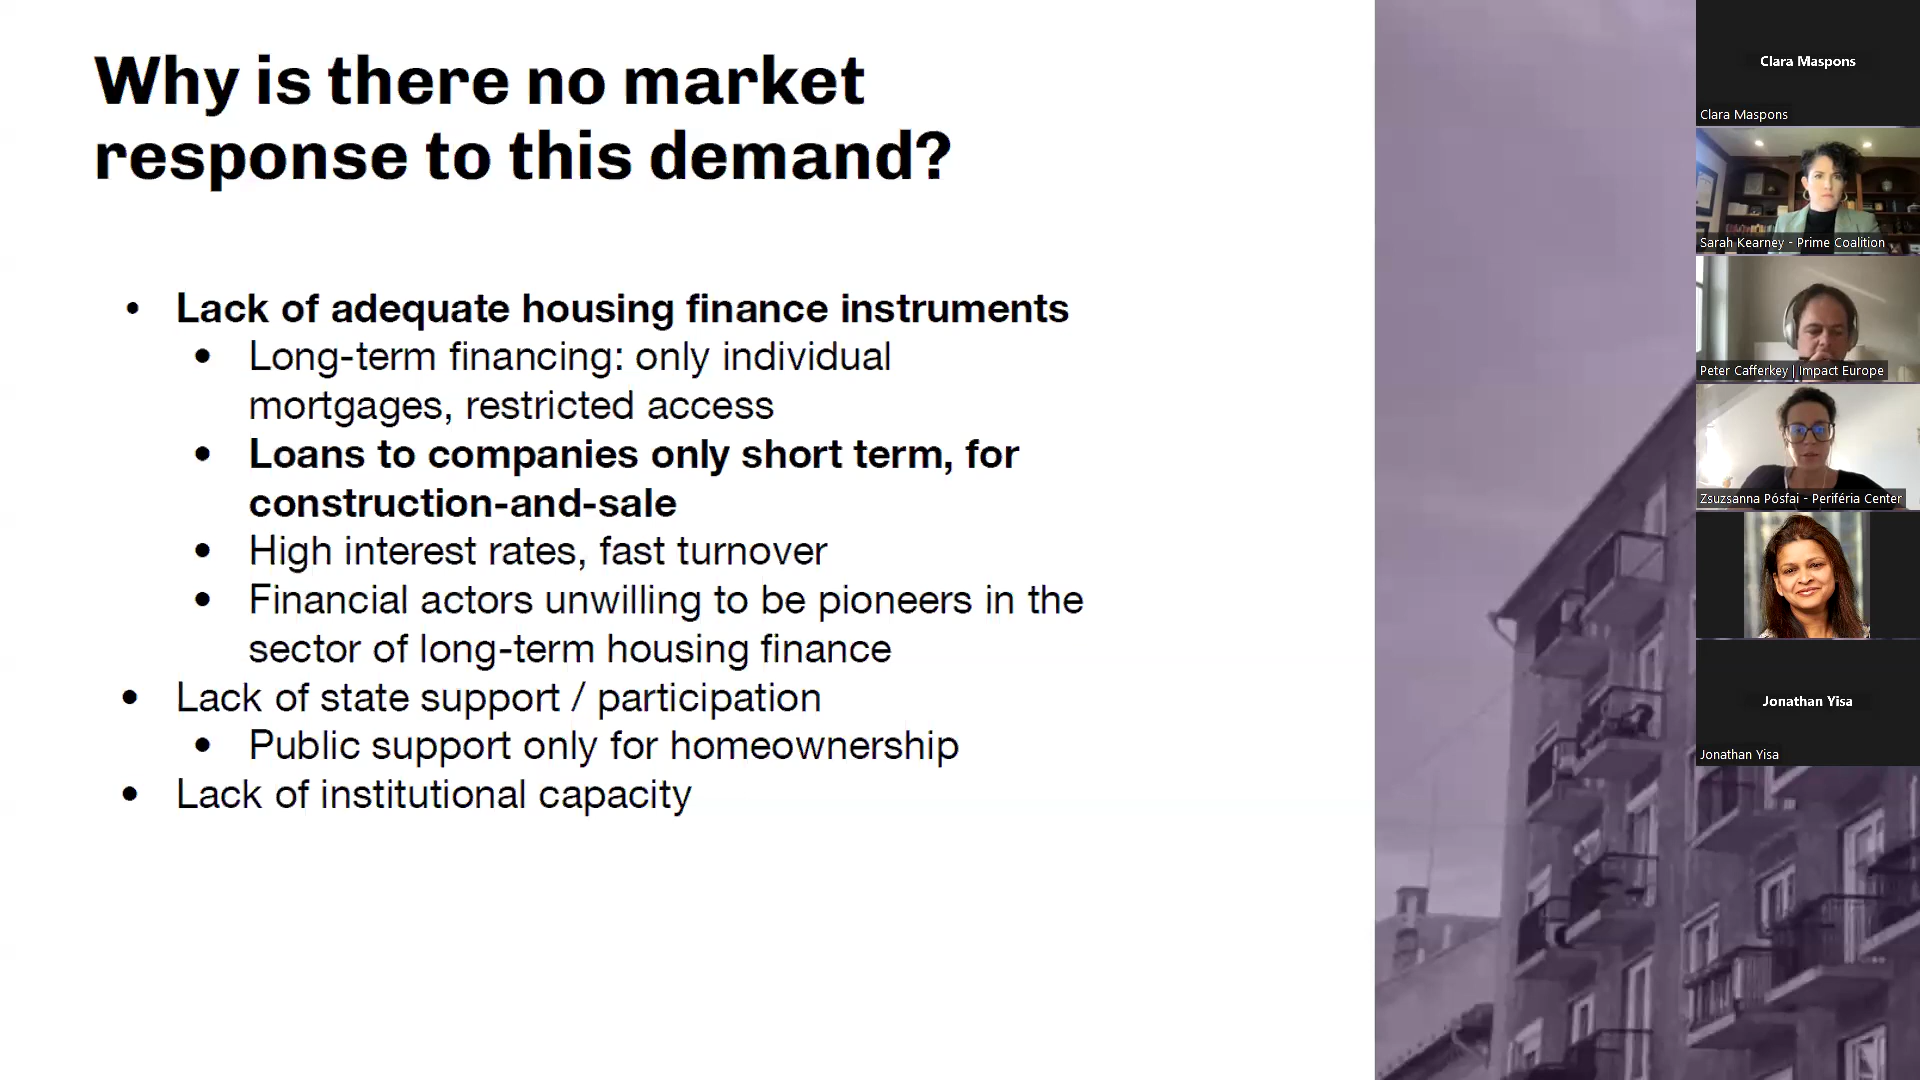 Why is there no market
response to this demand?
• Lack of adequate housing finance instruments
• Long-term financing: only individual
mortgages, restricted access
• Loans to companies only short term, for
construction-and-sale
• High interest rates, fast turnover
• Financial actors unwilling to be pioneers in the
sector of long-term housing finance
• Lack of state support / participation
• Public support only for homeownership
• Lack of institutional capacity
Clara Maspons
Clara Maspons
Sarah Kearney - Prime Coalition
Peter Cafferkey | Impact Europe
Zsuzsanna Pósfai - Periféria Center
Jonathan Yisa
Jonathan Yisa